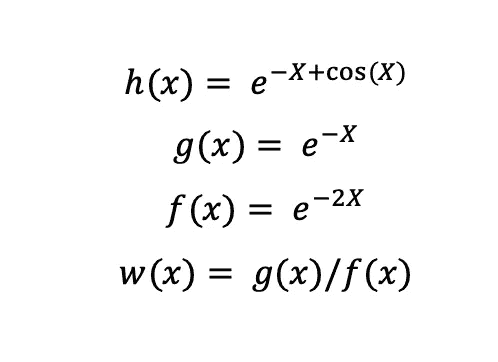 h(x) = e^{-X+cos(X)}
g(x) = e^{-X}
f(x) = e^{-2X}
w(x) = g(x)/f(x)